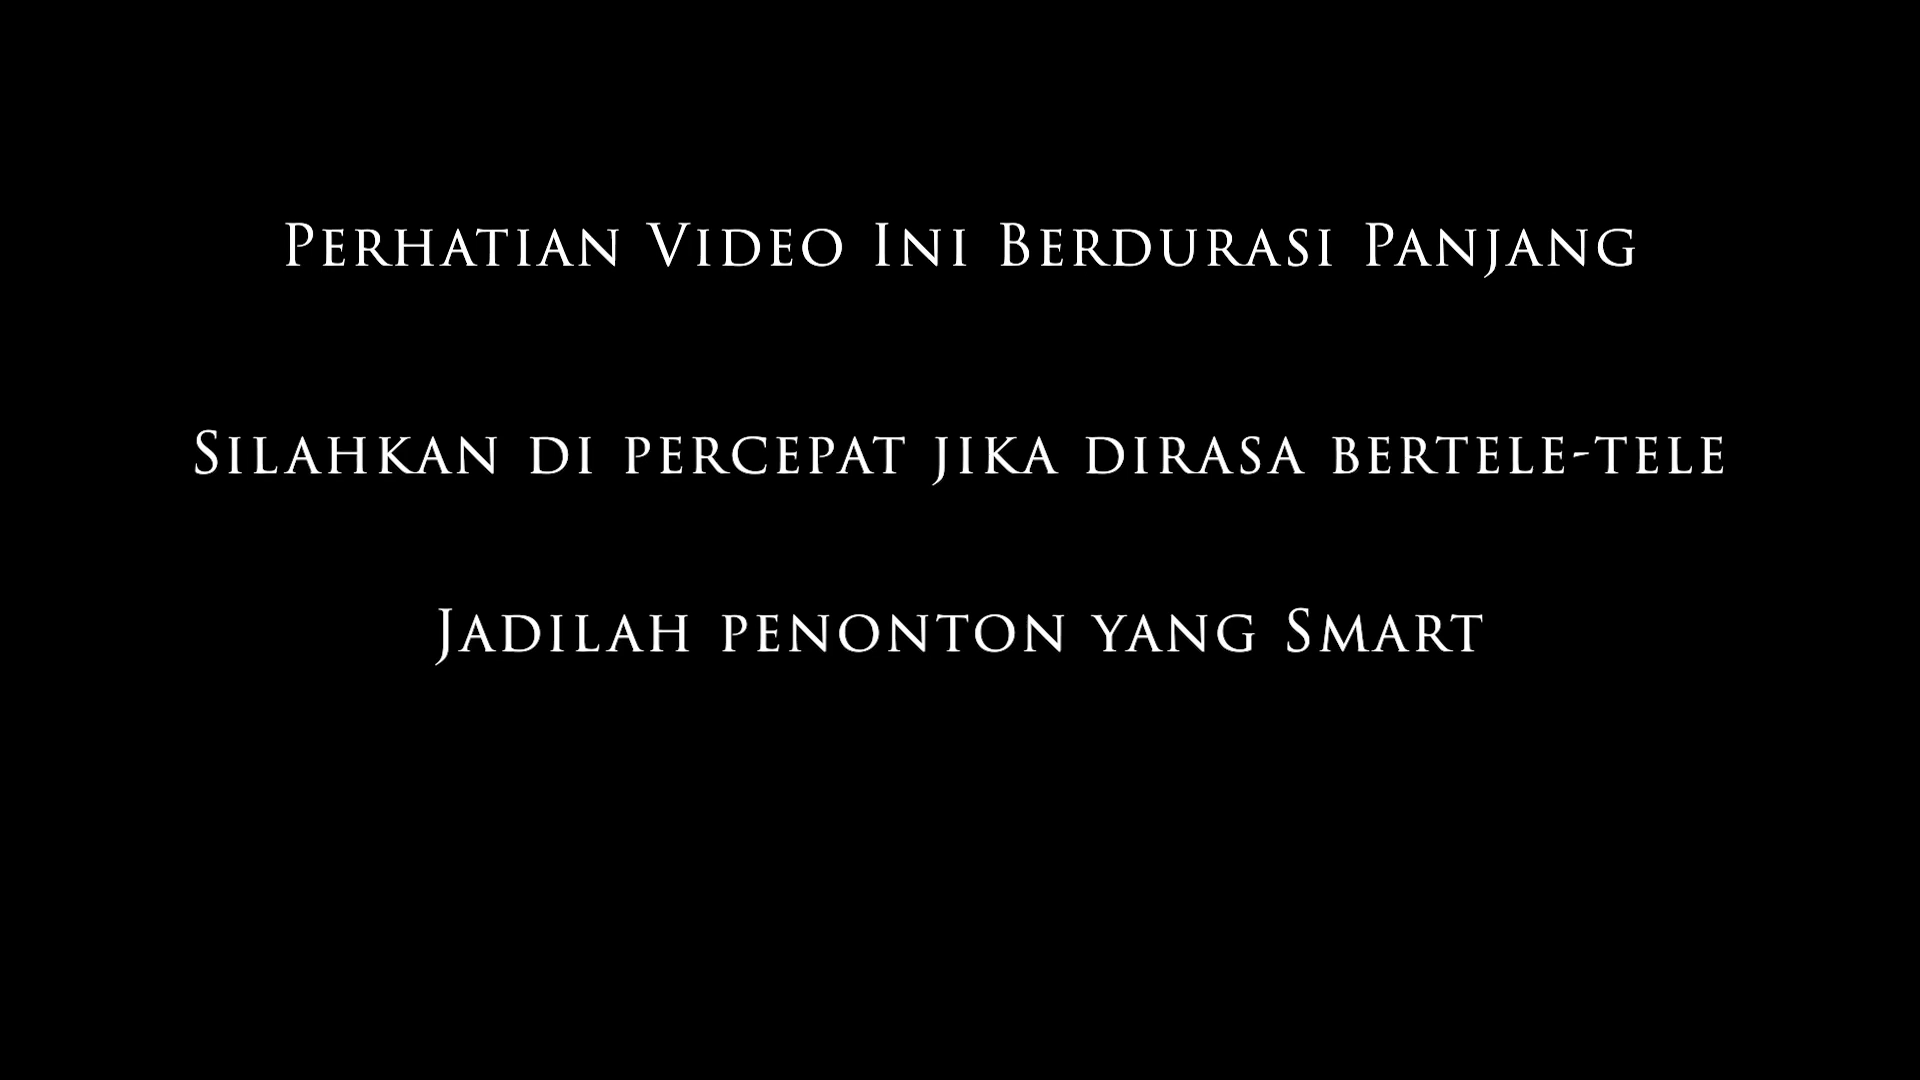 Perhatian Video Ini Berdurasi Panjang
Silahkan di percepat jika dirasa bertele-tele
Jadilah penonton yang Smart